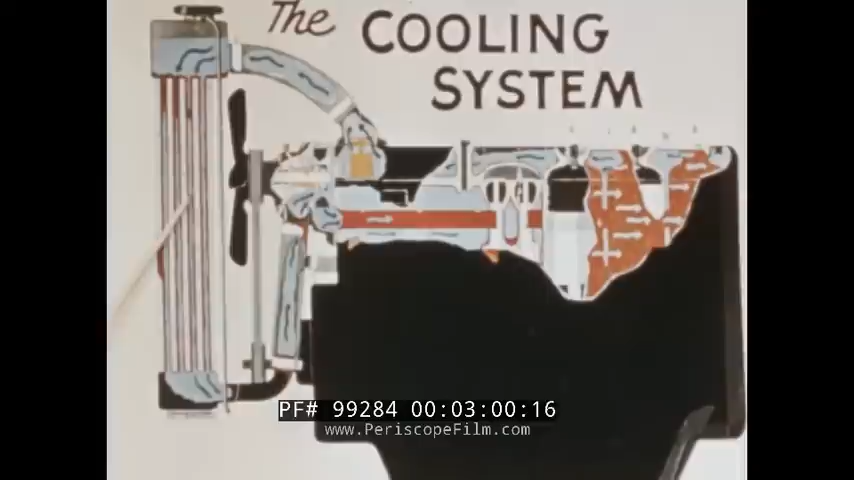 The
COOLING
SYSTEM
PF# 99284 00:03:00:16
www.PeriscopeFilm.com